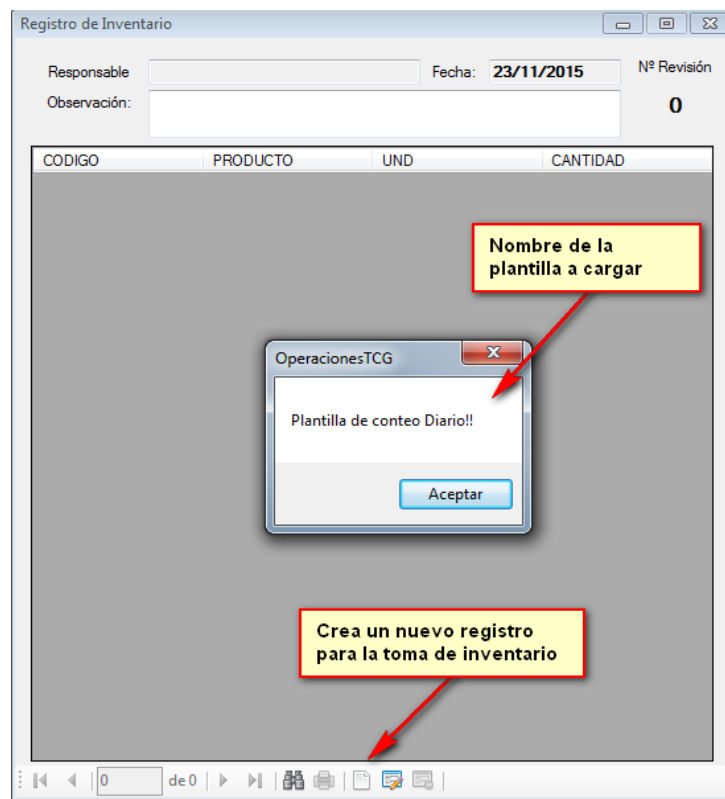 Registro de Inventario
Responsable Fecha: 23/11/2015 Nº Revisión
Observación: 0
CODIGO PRODUCTO UND CANTIDAD
Nombre de la
plantilla a cargar
OperacionesTCG
Plantilla de conteo Diario!!
Aceptar
Crea un nuevo registro
para la toma de inventario
0 de 0